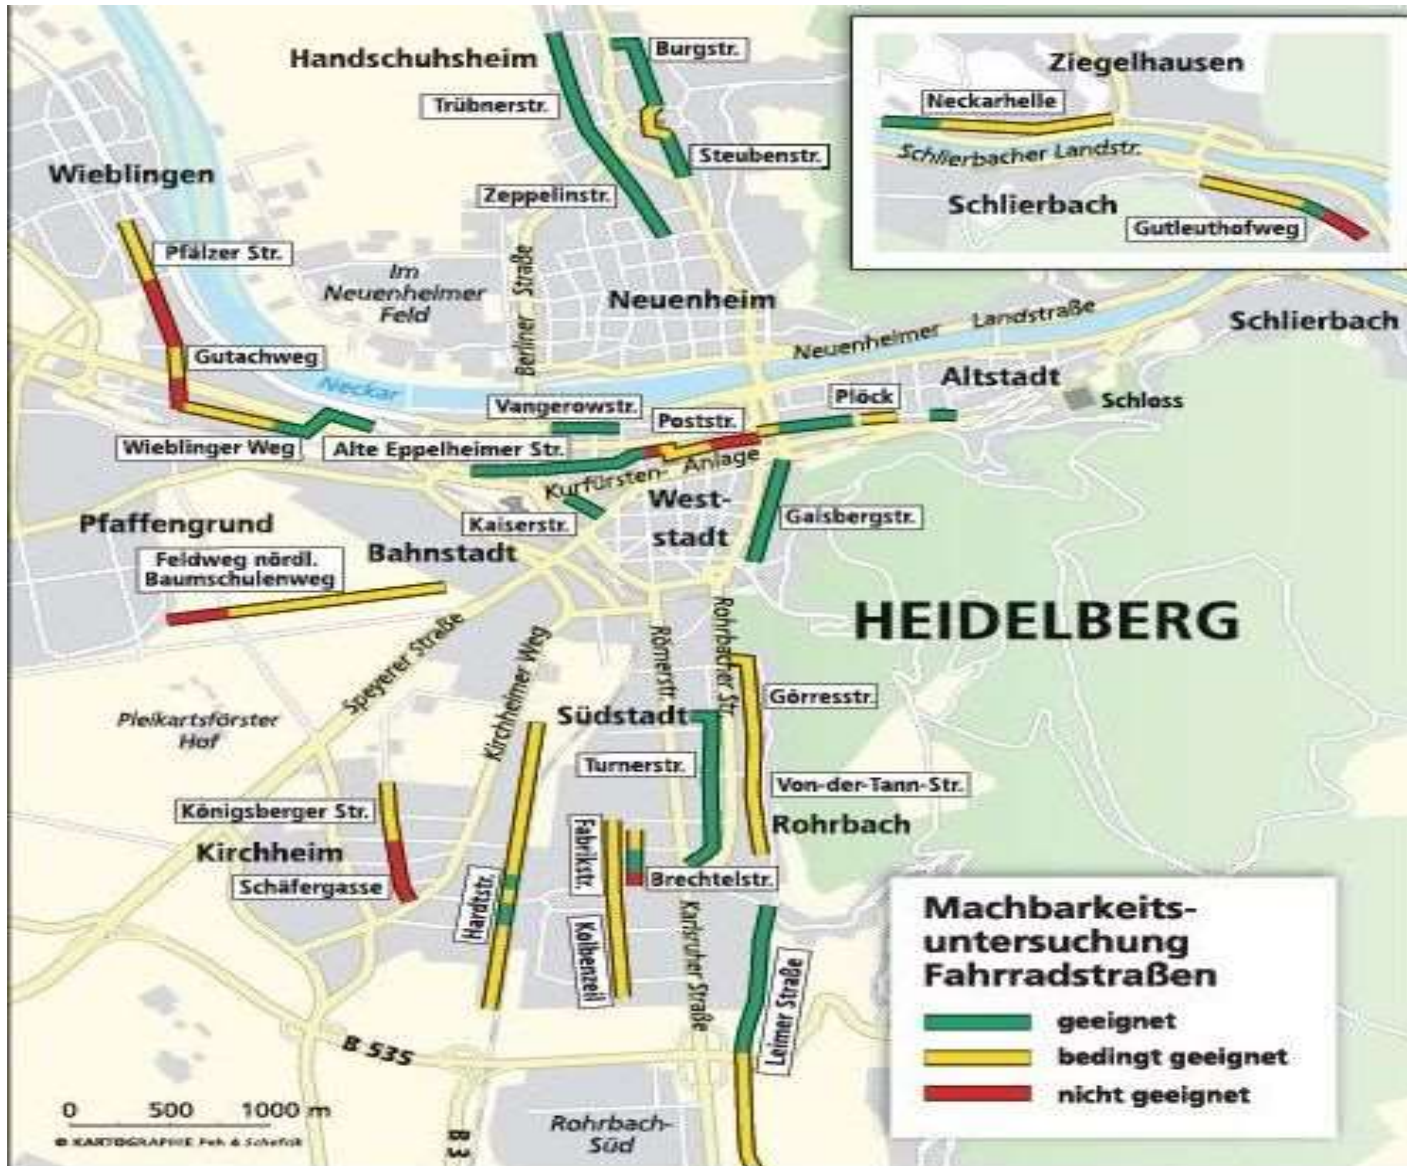 Handschuhsheim
Burgstr.
Trübnerstr.
Steubenstr.
Zeppelinstr.
Wieblingen
Pfälzer Str.
Im
Neuenheimer
Feld
Berliner Straße
Neuenheim
Ziegelhausen
Neckarhelle
Schlierbacher Landstr.
Schlierbach
Gutleuthofweg
Neuenheimer Landstraße
Schlierbach
Gutachweg
Neckar
Altstadt
Schloss
Vangerowstr.
Poststr.
Plöck
Wieblinger Weg
Alte Eppelheimer Str.
Kurfürsten-Anlage
Pfaffengrund
Kaiserstr.
West-
stadt
Gaisbergstr.
Bahnstadt
Feldweg nördl.
Baumschulenweg
HEIDELBERG
Speyerer Straße
Kirchheimer Weg
Römerstr.
Rohrbacher Str.
Pleikartsförster
Hof
Südstadt
Görresstr.
Turnerstr.
Von-der-Tann-Str.
Rohrbach
Königsberger Str.
Kirchheim
Schäfergasse
Hardtstr.
Fabrikstr.
Kolbenzeil
Brechtelstr.
Karlsruher Straße
Leimer Straße
B 535
B 3
Rohrbach-
Süd
Machbarkeits-
untersuchung
Fahrradstraßen
geeignet
bedingt geeignet
nicht geeignet
0 500 1000 m
© KARTOGRAPHIE Peh & Schefcik